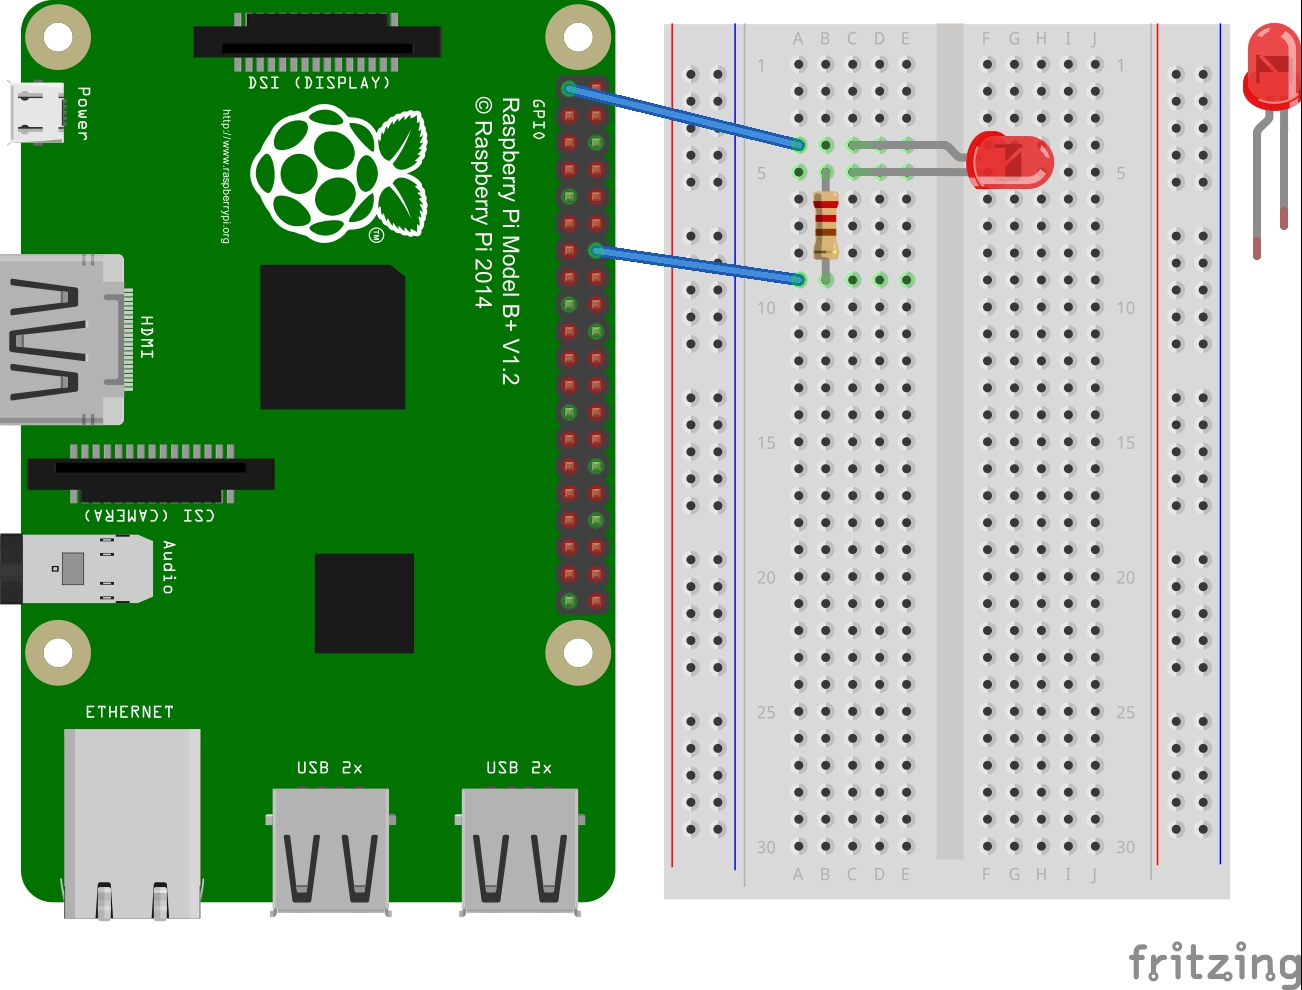 DSI (DISPLAY)
Power
http://www.raspberrypi.org
TM
Raspberry Pi Model B+ V1.2
© Raspberry Pi 2014
GPIO
HDMI
CSI (CAMERA)
Audio
ETHERNET
USB 2x
USB 2x
A B C D E F G H I J
1 1
5 5
10 10
15 15
20 20
25 25
30 30
A B C D E F G H I J
fritzing